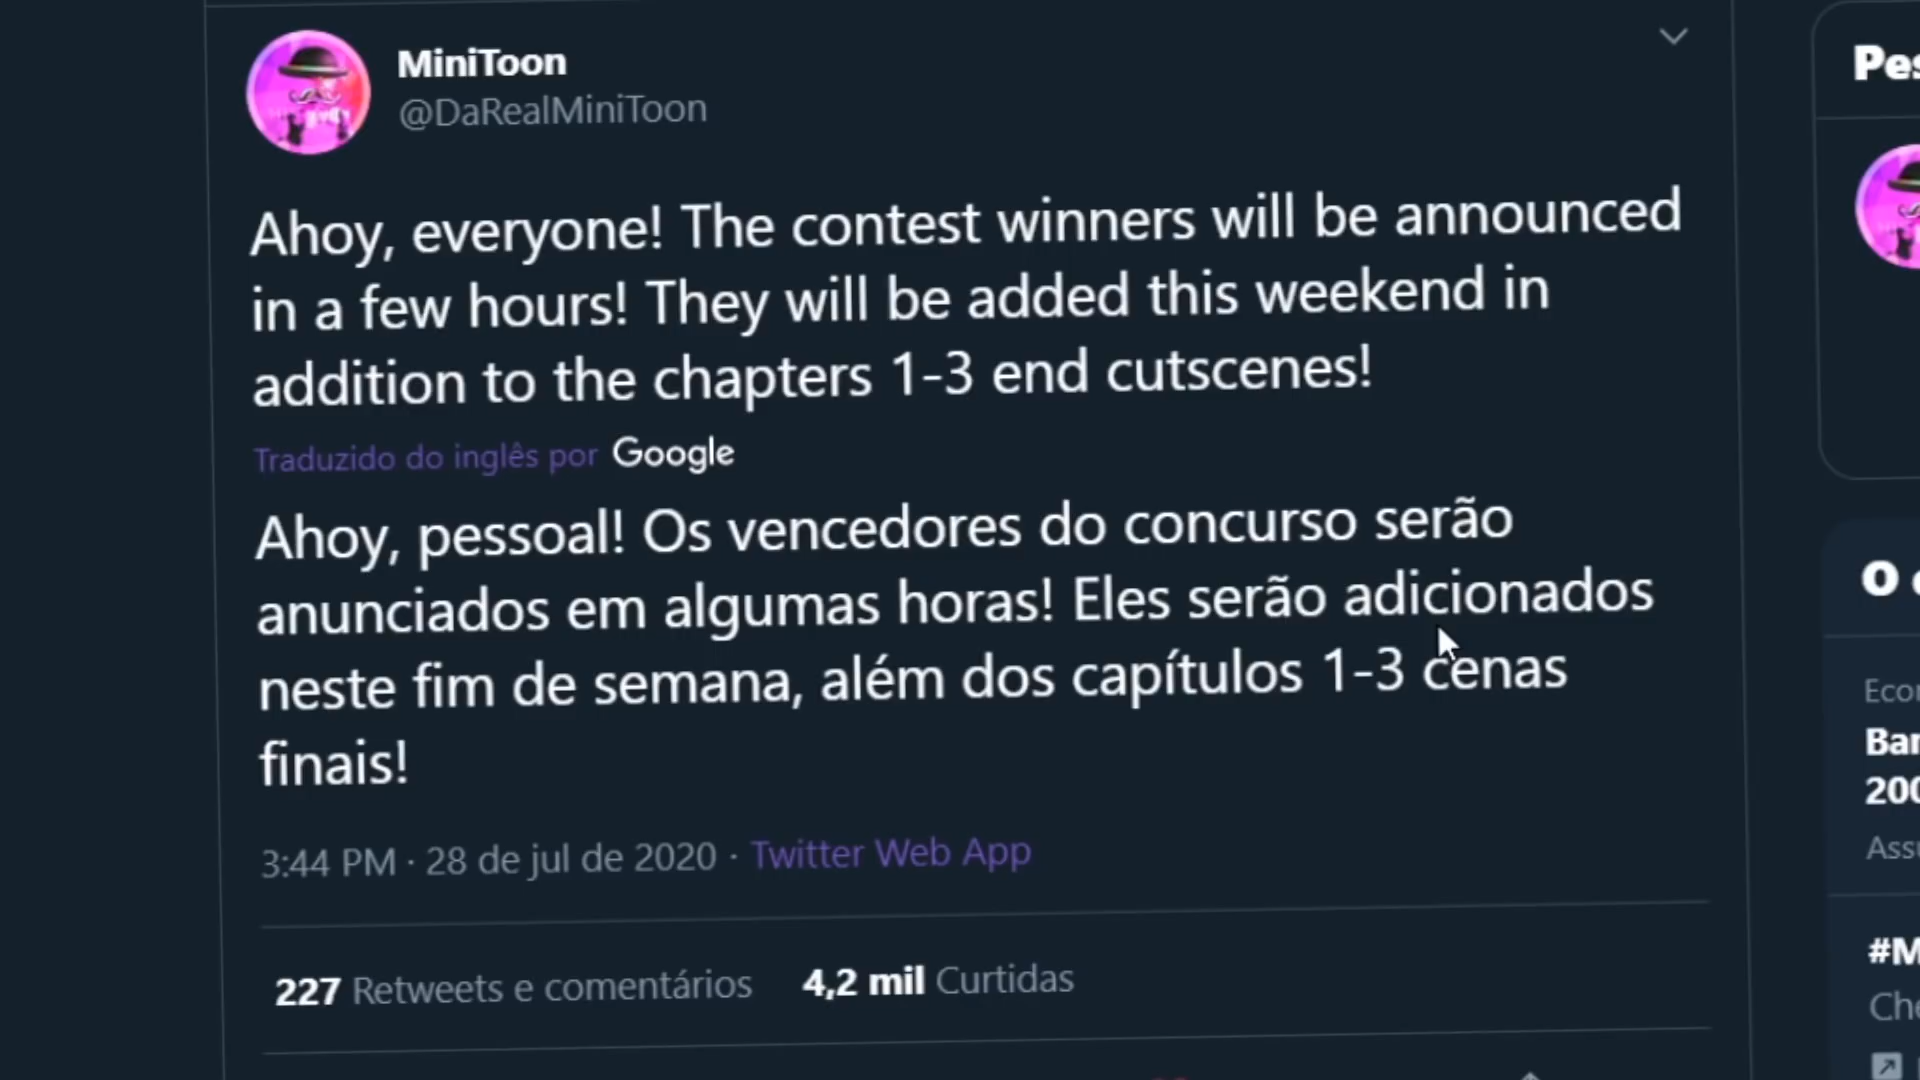 MiniToon
@DaRealMiniToon
Ahoy, everyone! The contest winners will be announced
in a few hours! They will be added this weekend in
addition to the chapters 1-3 end cutscenes!
Traduzido do inglês por Google
Ahoy, pessoal! Os vencedores do concurso serão
anunciados em algumas horas! Eles serão adicionados
neste fim de semana, além dos capítulos 1-3 cenas
finais!
3:44 PM · 28 de jul de 2020 · Twitter Web App
227 Retweets e comentários 4,2 mil Curtidas
O
200